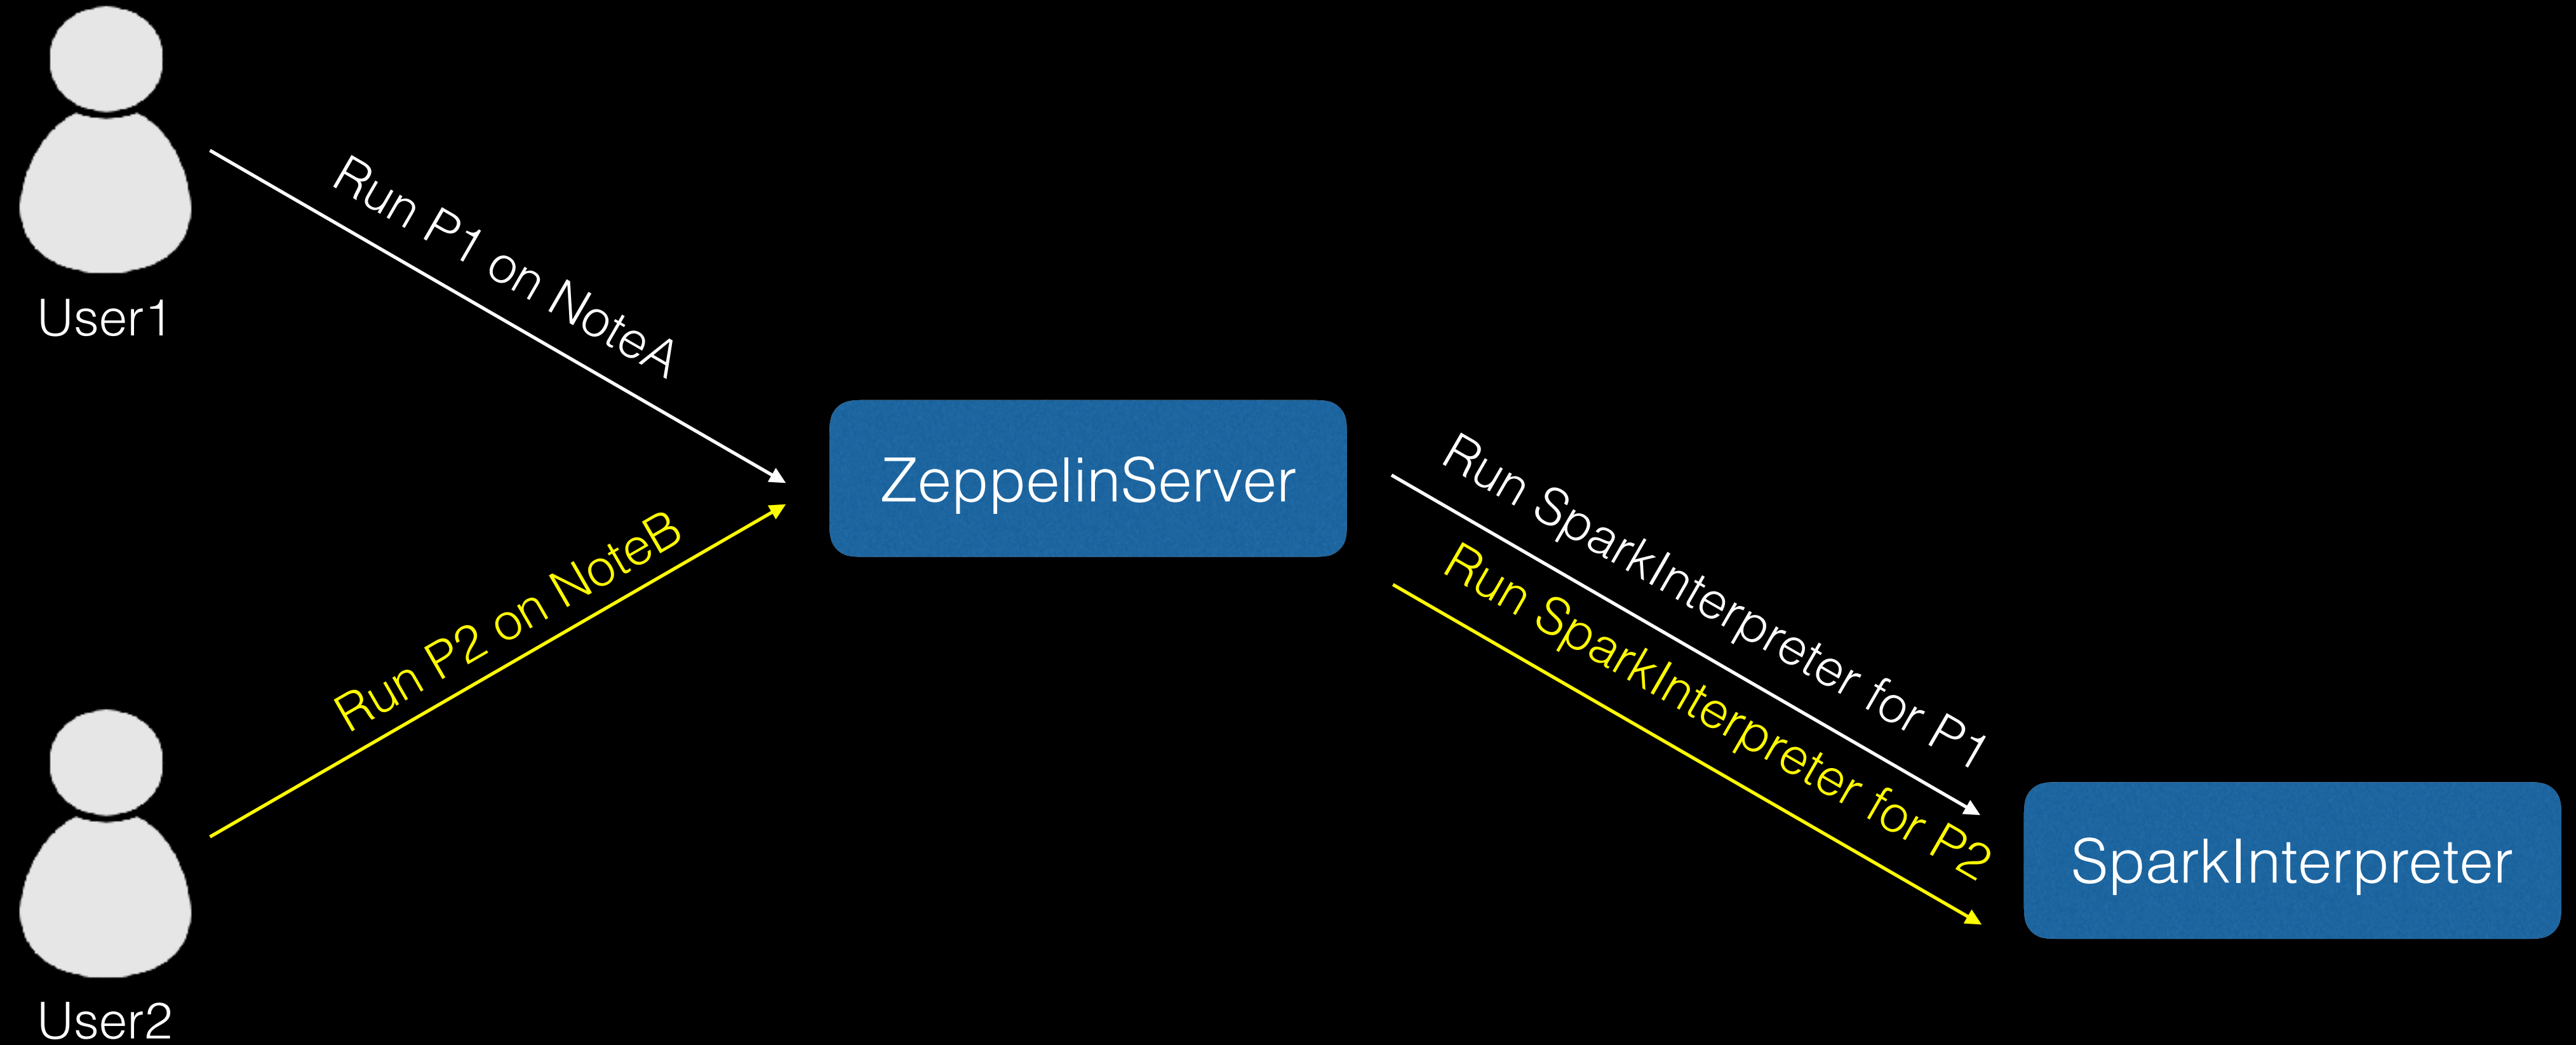 User1
Run P1 on NoteA
ZeppelinServer
Run P2 on NoteB
User2
Run SparkInterpreter for P1
Run SparkInterpreter for P2
SparkInterpreter